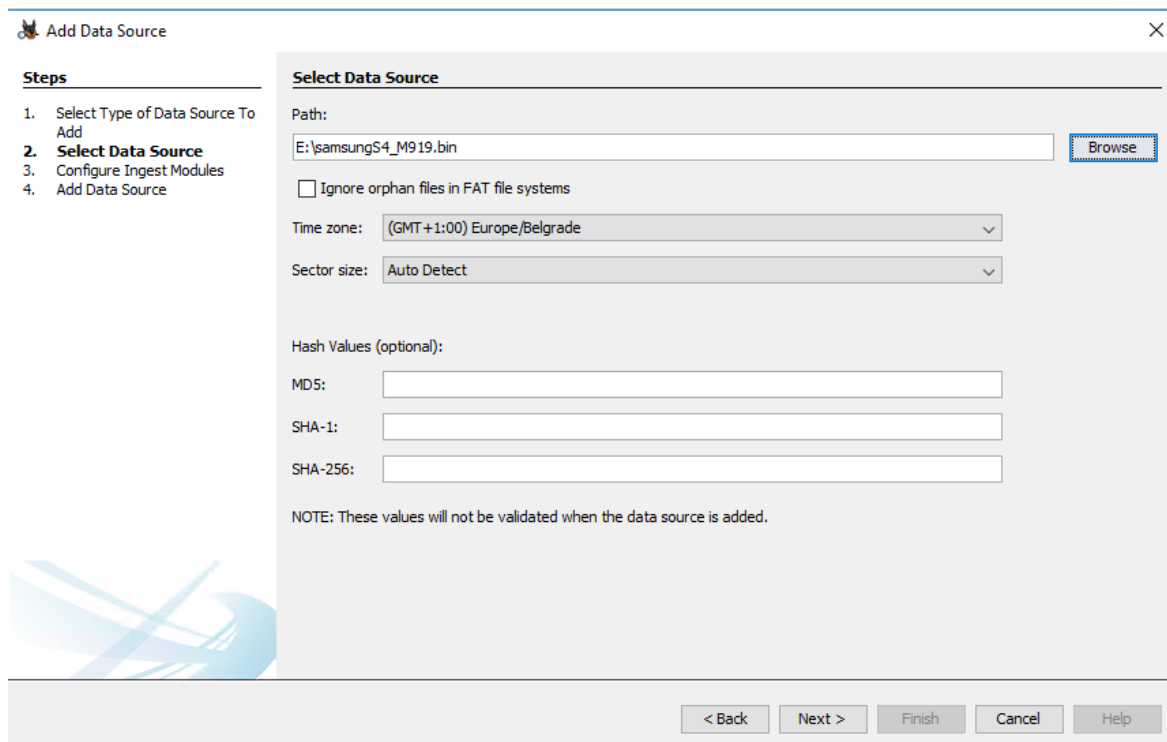 Add Data Source
Steps
1. Select Type of Data Source To
Add
2. Select Data Source
3. Configure Ingest Modules
4. Add Data Source
Select Data Source
Path:
E:\samsungS4_M919.bin
Browse
Ignore orphan files in FAT file systems
Time zone: (GMT+1:00) Europe/Belgrade
Sector size: Auto Detect
Hash Values (optional):
MD5:
SHA-1:
SHA-256:
NOTE: These values will not be validated when the data source is added.
< Back Next > Finish Cancel Help